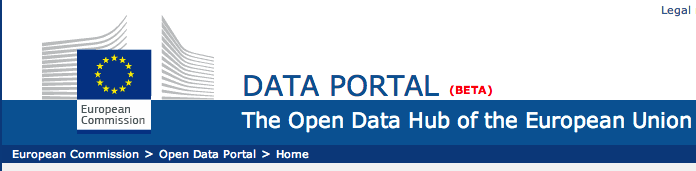 Legal
DATA PORTAL (BETA)
European
Commission
The Open Data Hub of the European Union
European Commission > Open Data Portal > Home